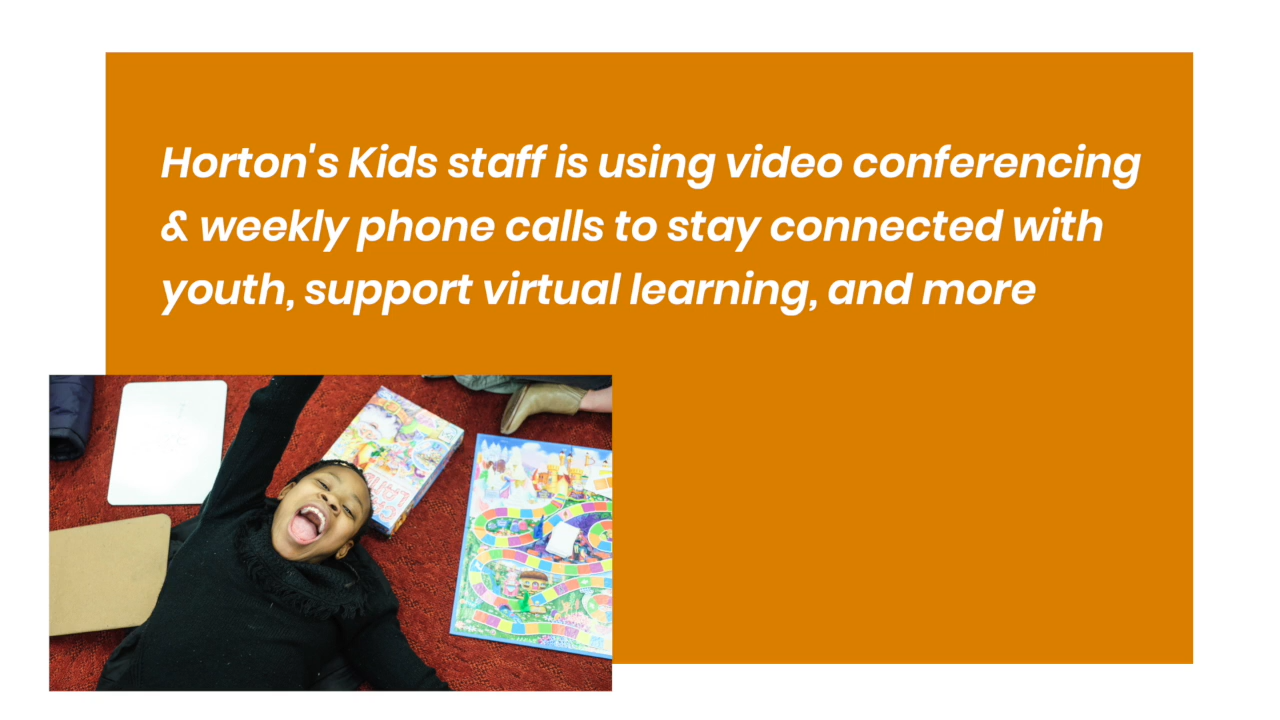 Horton's Kids staff is using video conferencing
& weekly phone calls to stay connected with
youth, support virtual learning, and more